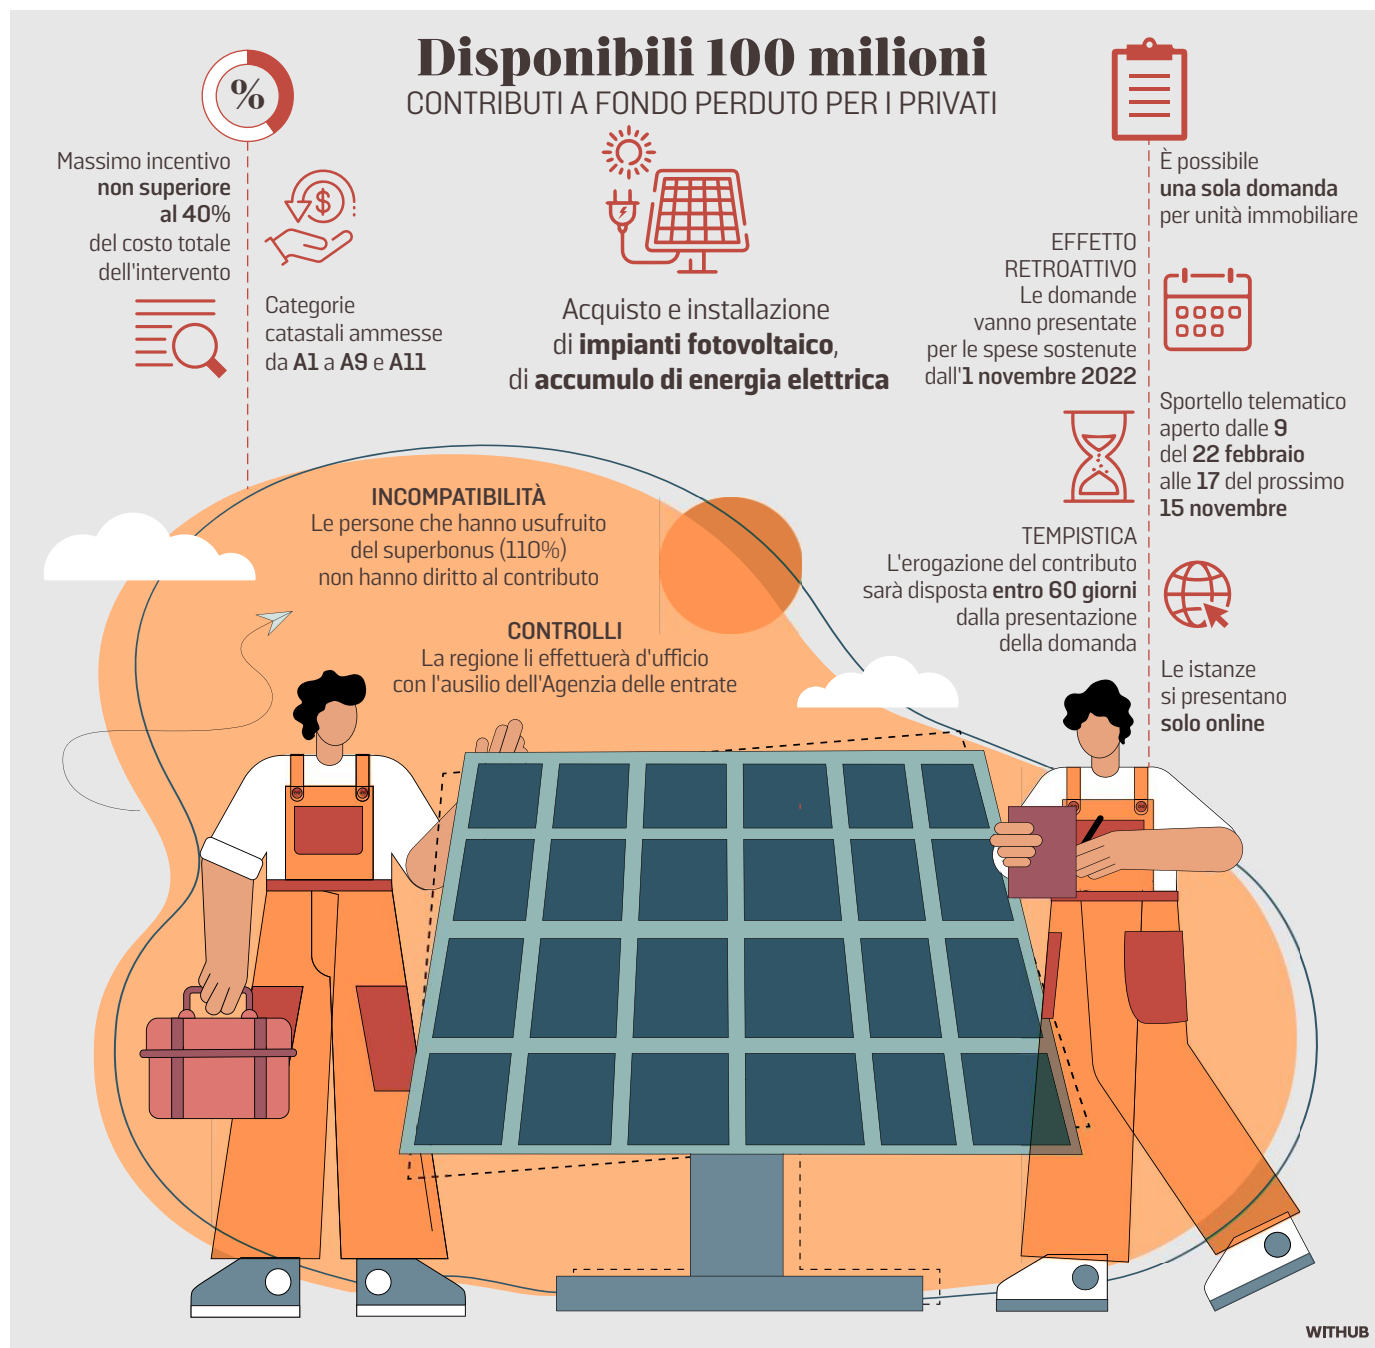 Disponibili 100 milioni
CONTRIBUTI A FONDO PERDUTO PER I PRIVATI
%
Massimo incentivo
non superiore
al 40%
del costo totale
dell'intervento
$
Categorie
catastali ammesse
da A1 a A9 e A11
Acquisto e installazione
di impianti fotovoltaico,
di accumulo di energia elettrica
È possibile
una sola domanda
per unità immobiliare
EFFETTO
RETROATTIVO
Le domande
vanno presentate
per le spese sostenute
dall'1 novembre 2022
Sportello telematico
aperto dalle 9
del 22 febbraio
alle 17 del prossimo
15 novembre
TEMPISTICA
L'erogazione del contributo
sarà disposta entro 60 giorni
dalla presentazione
della domanda
Le istanze
si presentano
solo online
INCOMPATIBILITÀ
Le persone che hanno usufruito
del superbonus (110%)
non hanno diritto al contributo
CONTROLLI
La regione li effettuerà d'ufficio
con l'ausilio dell'Agenzia delle entrate
WITHUB